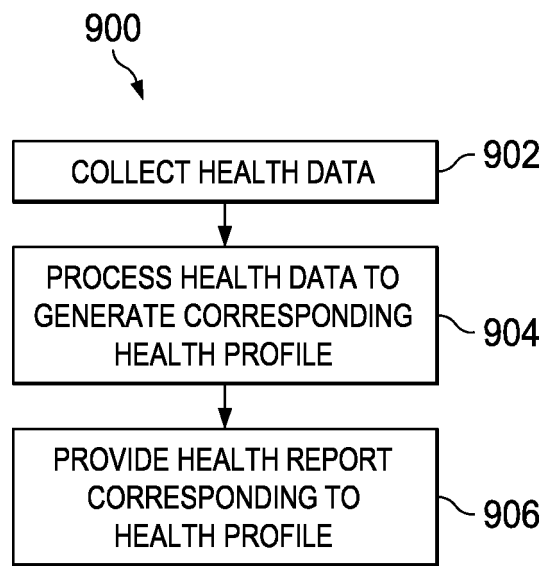 900
COLLECT HEALTH DATA
902
PROCESS HEALTH DATA TO
GENERATE CORRESPONDING
HEALTH PROFILE
904
PROVIDE HEALTH REPORT
CORRESPONDING TO
HEALTH PROFILE
906